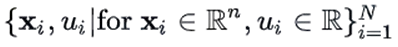 {𝐱ᵢ, uᵢ|for 𝐱ᵢ ∈ ℝⁿ, uᵢ ∈ ℝ}ᵢ₌₁ᴺ